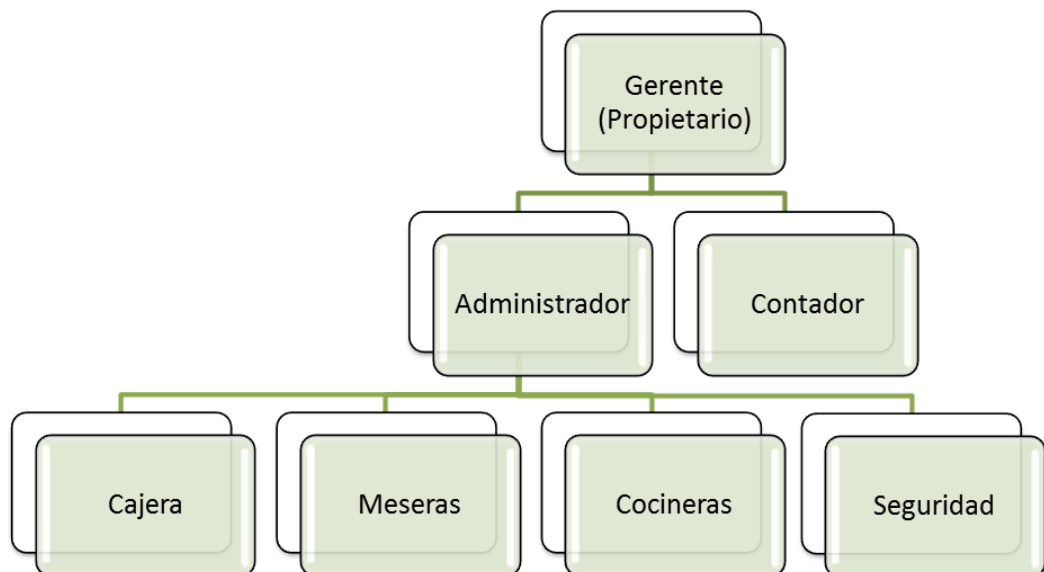 Gerente
(Propietario)
Administrador
Contador
Cajera
Meseras
Cocineras
Seguridad